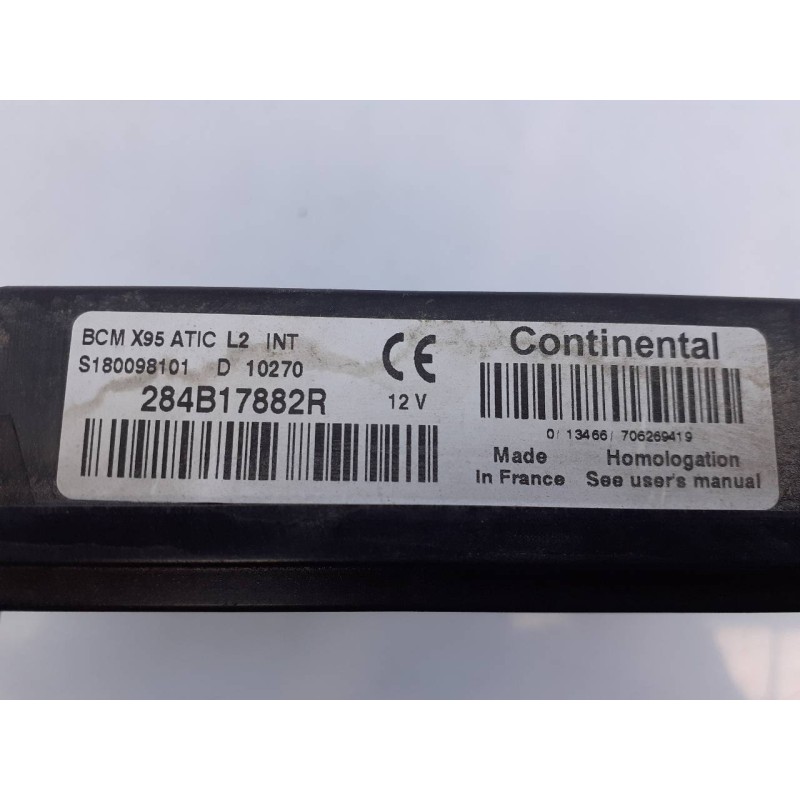 BCM X95 ATIC L2 INT
S180098101 D 10270
284B17882R
CE
12 V
Continental
0/ 13466/ 706269419
Made
In France
Homologation
See user's manual